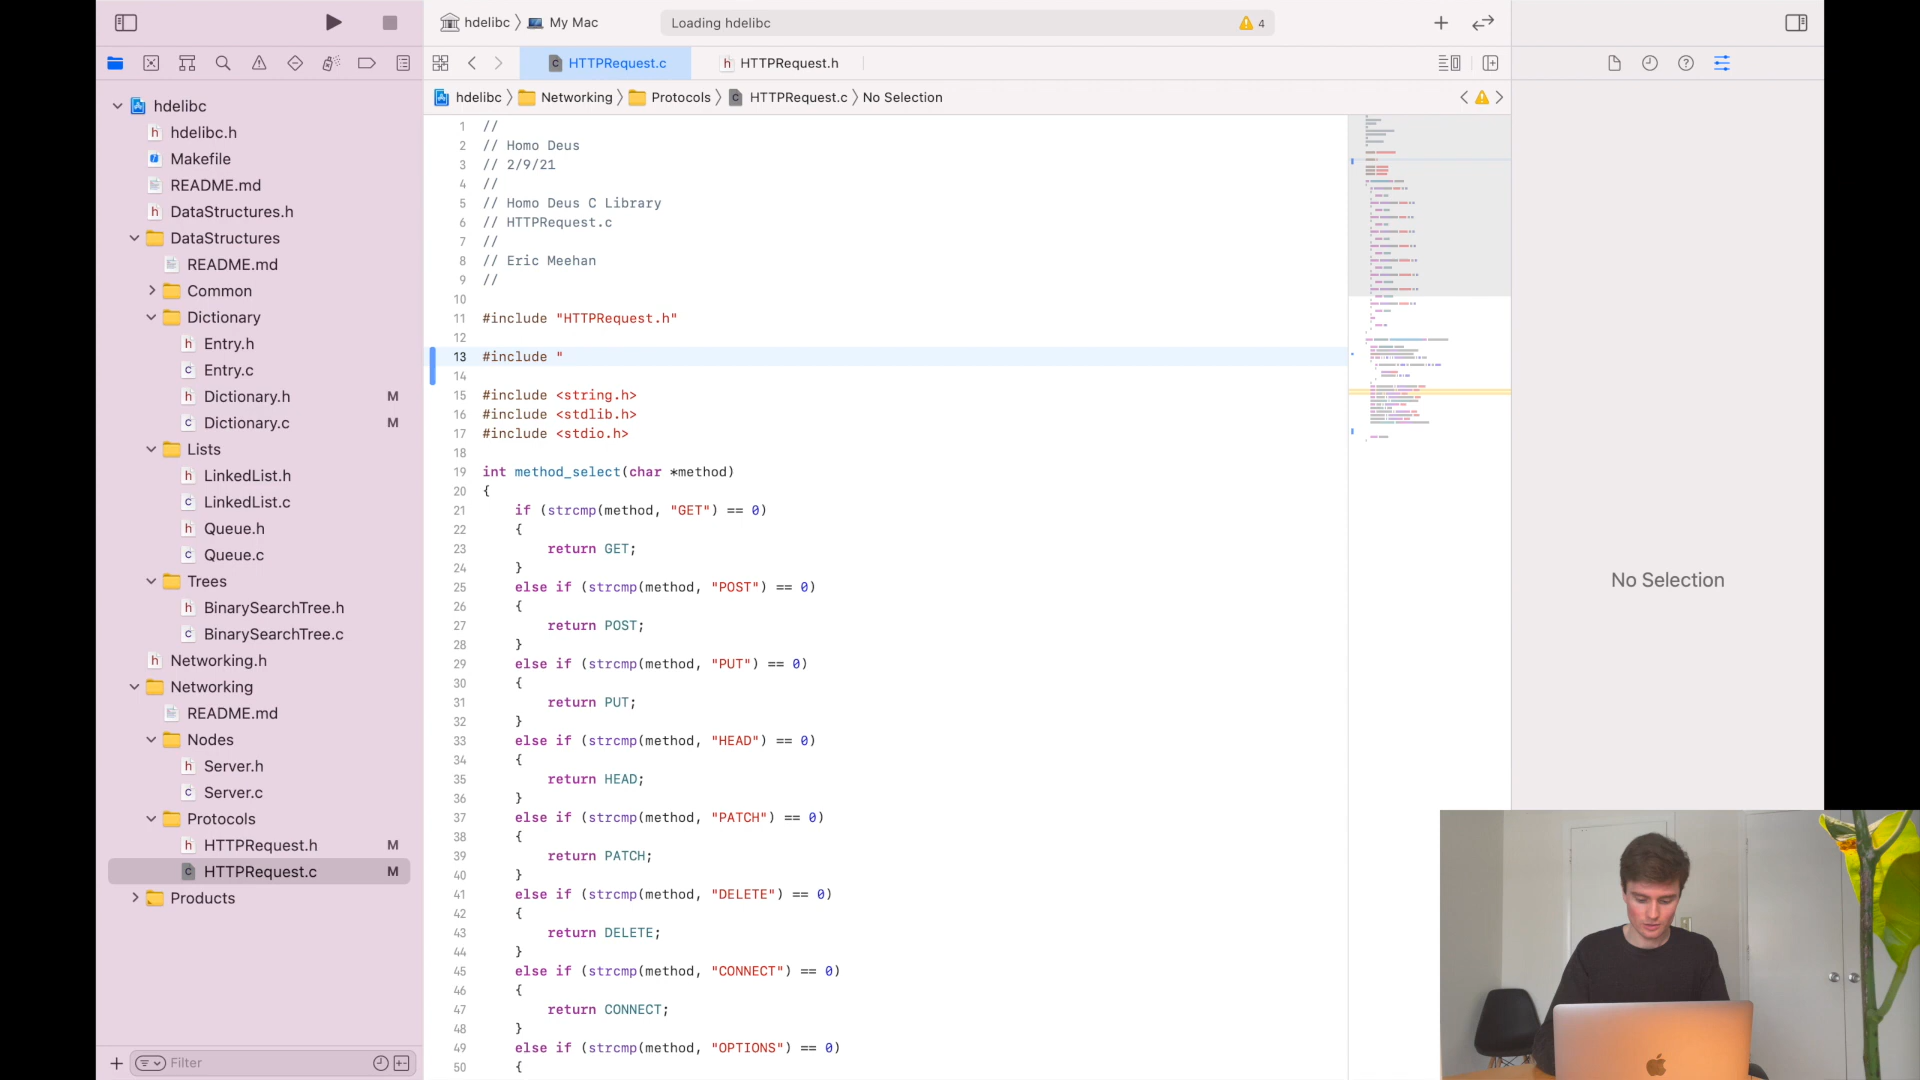 hdelibc
My Mac
Loading hdelibc
4
HTTPRequest.c
HTTPRequest.h
hdelibc
Networking
Protocols
HTTPRequest.c
No Selection
hdelibc
hdelibc.h
Makefile
README.md
DataStructures.h
DataStructures
README.md
Common
Dictionary
Entry.h
Entry.c
Dictionary.h M
Dictionary.c M
Lists
LinkedList.h
LinkedList.c
Queue.h
Queue.c
Trees
BinarySearchTree.h
BinarySearchTree.c
Networking.h
Networking
README.md
Nodes
Server.h
Server.c
Protocols
HTTPRequest.h M
HTTPRequest.c M
Products
Filter
1 //
2 // Homo Deus
3 // 2/9/21
4 //
5 // Homo Deus C Library
6 // HTTPRequest.c
7 //
8 // Eric Meehan
9 //
10
11 #include "HTTPRequest.h"
12
13 #include "
14
15 #include <string.h>
16 #include <stdlib.h>
17 #include <stdio.h>
18
19 int method_select(char *method)
20 {
21 if (strcmp(method, "GET") == 0)
22 {
23 return GET;
24 }
25 else if (strcmp(method, "POST") == 0)
26 {
27 return POST;
28 }
29 else if (strcmp(method, "PUT") == 0)
30 {
31 return PUT;
32 }
33 else if (strcmp(method, "HEAD") == 0)
34 {
35 return HEAD;
36 }
37 else if (strcmp(method, "PATCH") == 0)
38 {
39 return PATCH;
40 }
41 else if (strcmp(method, "DELETE") == 0)
42 {
43 return DELETE;
44 }
45 else if (strcmp(method, "CONNECT") == 0)
46 {
47 return CONNECT;
48 }
49 else if (strcmp(method, "OPTIONS") == 0)
50 {
No Selection